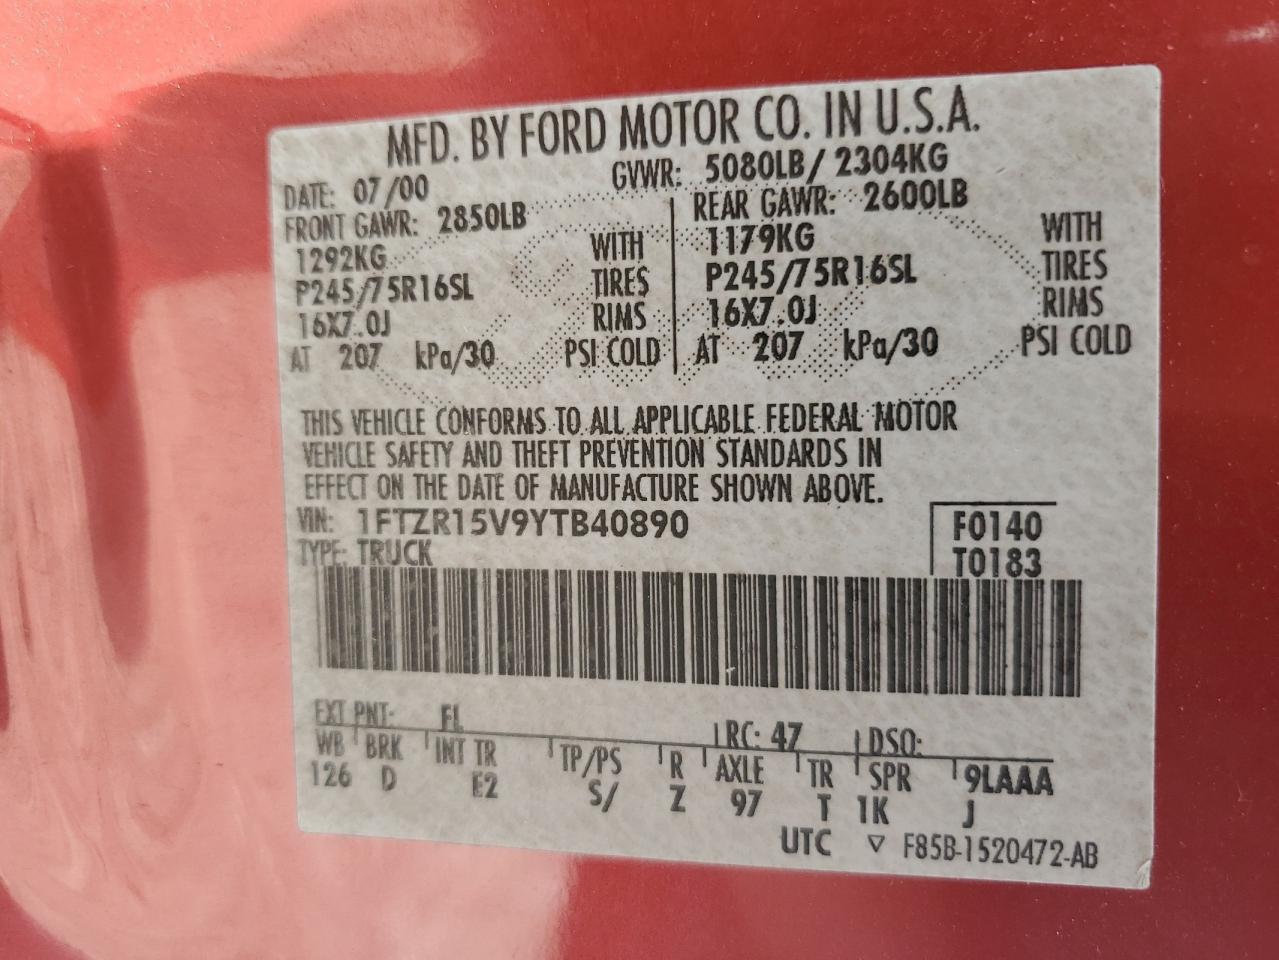 MFD. BY FORD MOTOR CO. IN U.S.A.
DATE: 07/00 GVWR: 5080LB/ 2304KG
FRONT GAWR: 2850LB REAR GAWR: 2600LB
1292KG WITH 1179KG WITH
P245/75R16SL TIRES P245/75R16SL TIRES
16X7.0J RIMS 16X7.0J RIMS
AT 207 kPa/30 PSI COLD AT 207 kPa/30 PSI COLD
THIS VEHICLE CONFORMS TO ALL APPLICABLE FEDERAL MOTOR
VEHICLE SAFETY AND THEFT PREVENTION STANDARDS IN
EFFECT ON THE DATE OF MANUFACTURE SHOWN ABOVE.
VIN: 1FTZR15V9YTB40890 F0140
TYPE: TRUCK T0183
EXT PNT: FL RC: 47 DSO:
WB BRK INT TR TP/PS R AXLE TR SPR 9LAAA
126 D E2 S/ Z 97 T 1K J
UTC ▽ F85B-1520472-AB